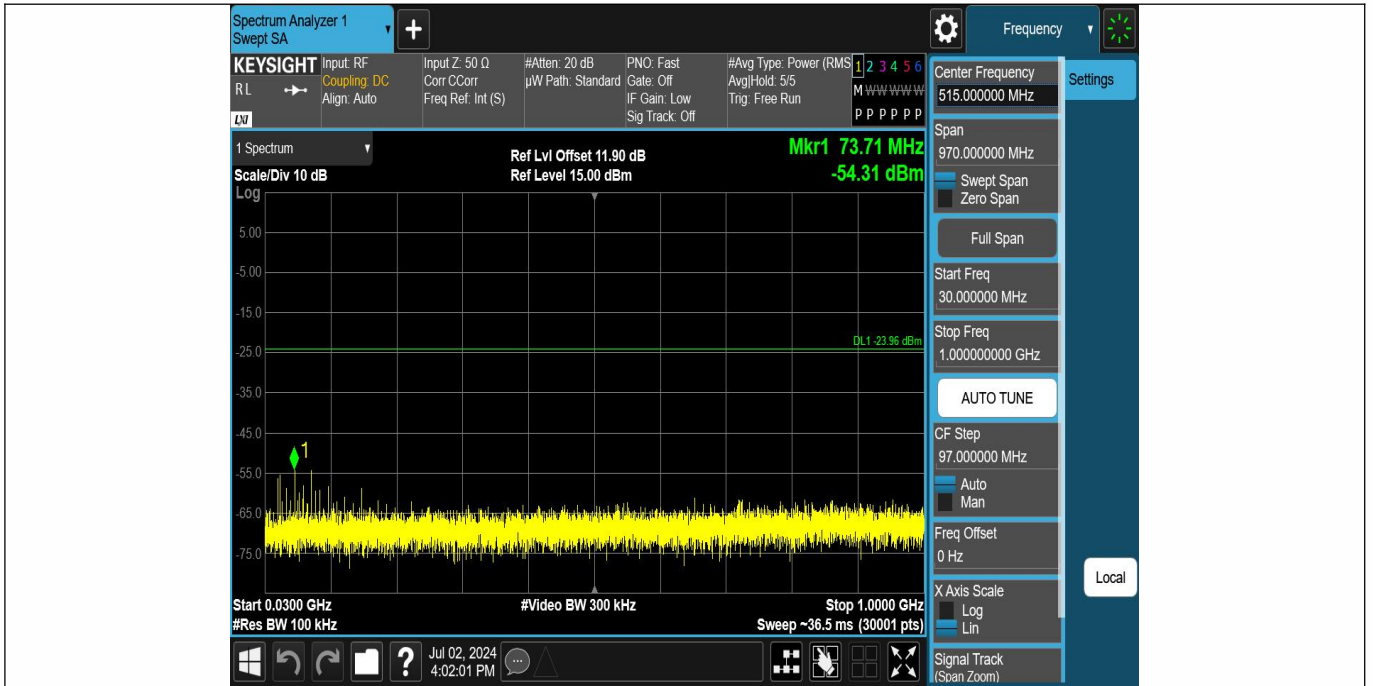 Spectrum Analyzer 1
Swept SA
+
Frequency
KEYSIGHT
RL
LXI
Input: RF
Coupling: DC
Align: Auto
Input Z: 50 Ω
Corr CCorr
Freq Ref: Int (S)
#Atten: 20 dB
µW Path: Standard
PNO: Fast
Gate: Off
IF Gain: Low
Sig Track: Off
#Avg Type: Power (RMS
Avg|Hold: 5/5
Trig: Free Run
1 2 3 4 5 6
M W W W W W
P P P P P P
1 Spectrum
Scale/Div 10 dB
Log
Ref Lvl Offset 11.90 dB
Ref Level 15.00 dBm
Mkr1 73.71 MHz
-54.31 dBm
5.00
-5.00
-15.0
DL1 -23.96 dBm
-25.0
-35.0
-45.0
1
-55.0
-65.0
-75.0
Start 0.0300 GHz
#Res BW 100 kHz
#Video BW 300 kHz
Stop 1.0000 GHz
Sweep ~36.5 ms (30001 pts)
Center Frequency
515.000000 MHz
Settings
Span
970.000000 MHz
Swept Span
Zero Span
Full Span
Start Freq
30.000000 MHz
Stop Freq
1.000000000 GHz
AUTO TUNE
CF Step
97.000000 MHz
Auto
Man
Freq Offset
0 Hz
Local
X Axis Scale
Log
Lin
Signal Track
(Span Zoom)
?
Jul 02, 2024
4:02:01 PM